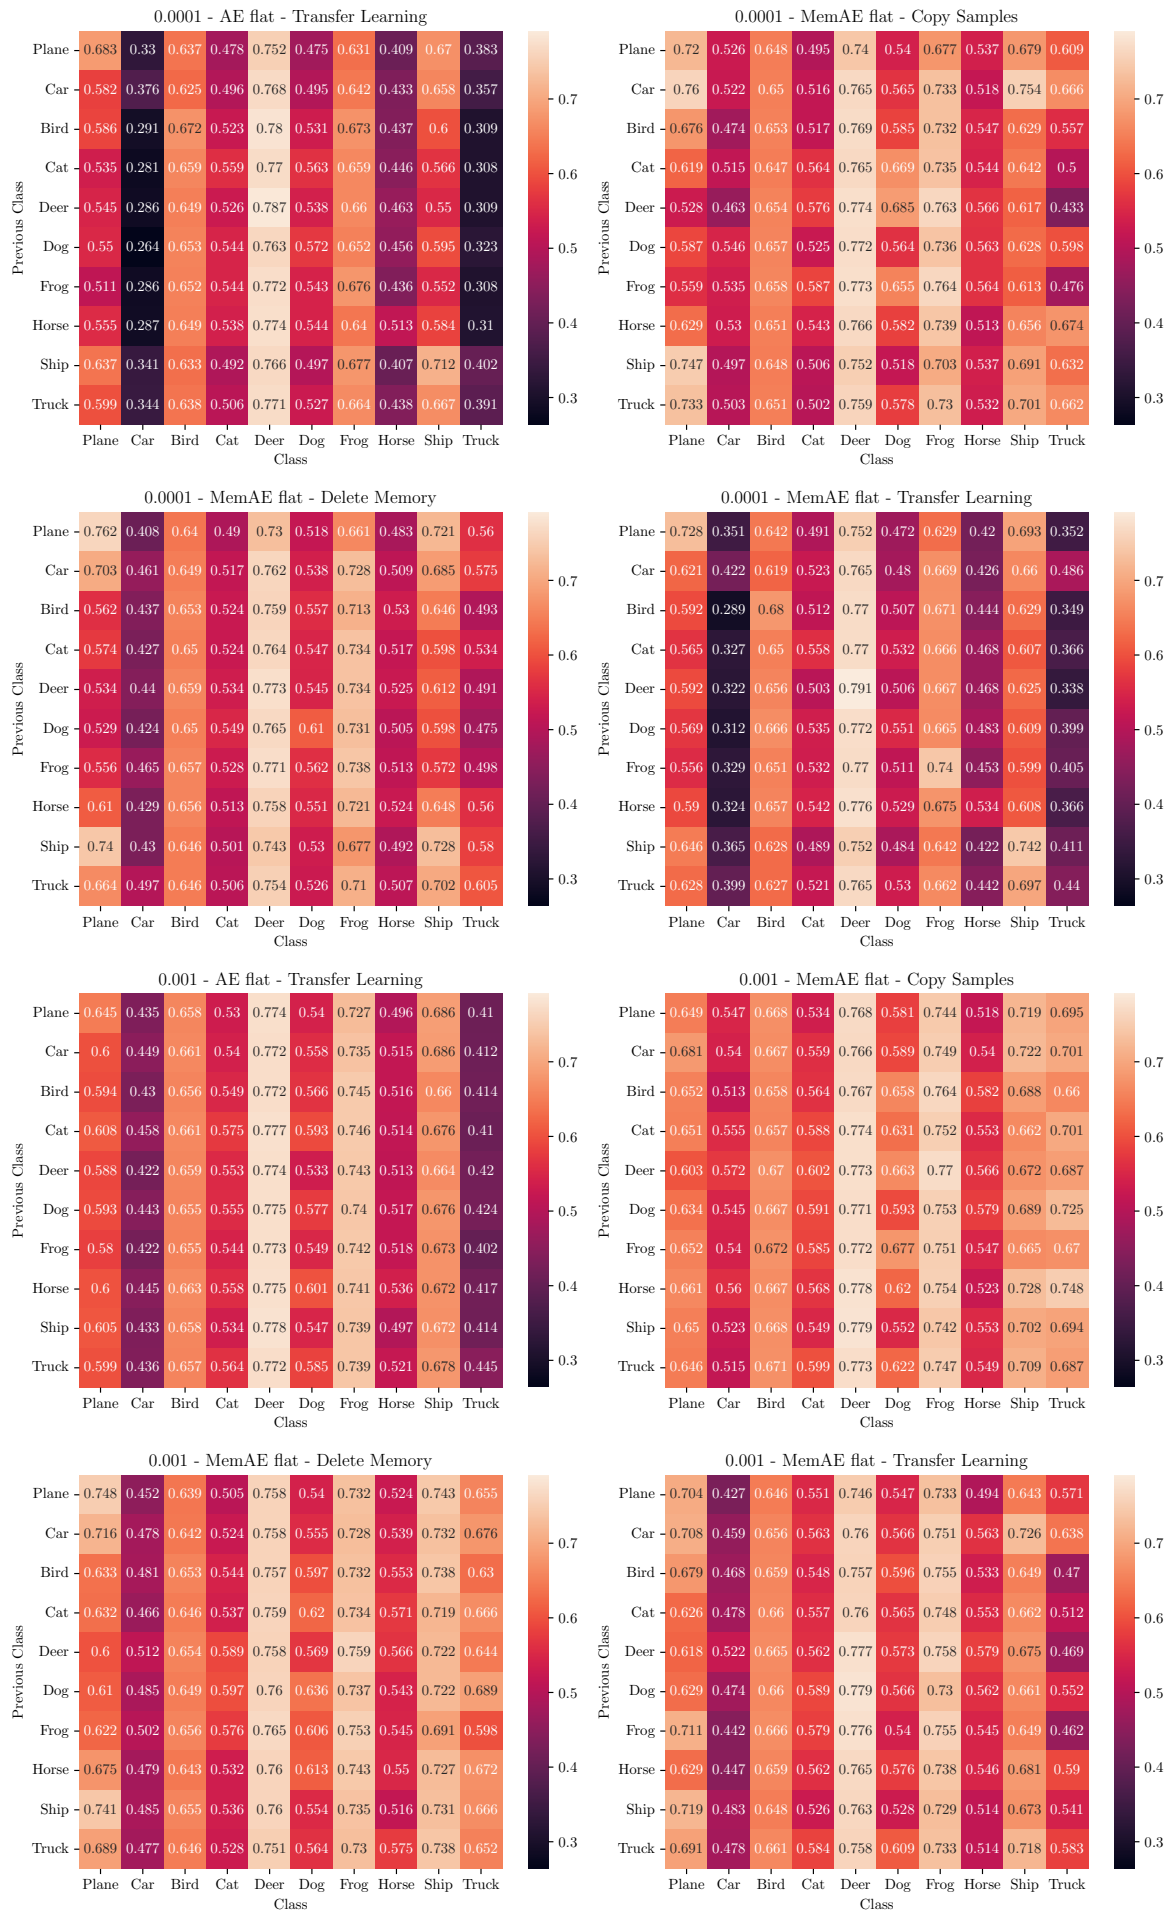 0.0001 - AE flat - Transfer Learning
Previous Class
Plane 0.683 0.33 0.637 0.478 0.752 0.475 0.631 0.409 0.67 0.383
Car 0.582 0.376 0.625 0.496 0.768 0.495 0.642 0.433 0.658 0.357
Bird 0.586 0.291 0.672 0.523 0.78 0.531 0.673 0.437 0.6 0.309
Cat 0.535 0.281 0.659 0.559 0.77 0.563 0.659 0.446 0.566 0.308
Deer 0.545 0.286 0.649 0.526 0.787 0.538 0.66 0.463 0.55 0.309
Dog 0.55 0.264 0.653 0.544 0.763 0.572 0.652 0.456 0.595 0.323
Frog 0.511 0.286 0.652 0.544 0.772 0.543 0.676 0.436 0.552 0.308
Horse 0.555 0.287 0.649 0.538 0.774 0.544 0.64 0.513 0.584 0.31
Ship 0.637 0.341 0.633 0.492 0.766 0.497 0.677 0.407 0.712 0.402
Truck 0.599 0.344 0.638 0.506 0.771 0.527 0.664 0.438 0.667 0.391
Plane Car Bird Cat Deer Dog Frog Horse Ship Truck
Class
0.7
0.6
0.5
0.4
0.3
0.0001 - MemAE flat - Copy Samples
Previous Class
Plane 0.72 0.526 0.648 0.495 0.74 0.54 0.677 0.537 0.679 0.609
Car 0.76 0.522 0.65 0.516 0.765 0.565 0.733 0.518 0.754 0.666
Bird 0.676 0.474 0.653 0.517 0.769 0.585 0.732 0.547 0.629 0.557
Cat 0.619 0.515 0.647 0.564 0.765 0.669 0.735 0.544 0.642 0.5
Deer 0.528 0.463 0.654 0.576 0.774 0.685 0.763 0.566 0.617 0.433
Dog 0.587 0.546 0.657 0.525 0.772 0.564 0.736 0.563 0.628 0.598
Frog 0.559 0.535 0.658 0.587 0.773 0.655 0.764 0.564 0.613 0.476
Horse 0.629 0.53 0.651 0.543 0.766 0.582 0.739 0.513 0.656 0.674
Ship 0.747 0.497 0.648 0.506 0.752 0.518 0.703 0.537 0.691 0.632
Truck 0.733 0.503 0.651 0.502 0.759 0.578 0.73 0.532 0.701 0.662
Plane Car Bird Cat Deer Dog Frog Horse Ship Truck
Class
0.7
0.6
0.5
0.4
0.3
0.0001 - MemAE flat - Delete Memory
Previous Class
Plane 0.762 0.408 0.64 0.49 0.73 0.518 0.661 0.483 0.721 0.56
Car 0.703 0.461 0.649 0.517 0.762 0.538 0.728 0.509 0.685 0.575
Bird 0.562 0.437 0.653 0.524 0.759 0.557 0.713 0.53 0.646 0.493
Cat 0.574 0.427 0.65 0.524 0.764 0.547 0.734 0.517 0.598 0.534
Deer 0.534 0.44 0.659 0.534 0.773 0.545 0.734 0.525 0.612 0.491
Dog 0.529 0.424 0.65 0.549 0.765 0.61 0.731 0.505 0.598 0.475
Frog 0.556 0.465 0.657 0.528 0.771 0.562 0.738 0.513 0.572 0.498
Horse 0.61 0.429 0.656 0.513 0.758 0.551 0.721 0.524 0.648 0.56
Ship 0.74 0.43 0.646 0.501 0.743 0.53 0.677 0.492 0.728 0.58
Truck 0.664 0.497 0.646 0.506 0.754 0.526 0.71 0.507 0.702 0.605
Plane Car Bird Cat Deer Dog Frog Horse Ship Truck
Class
0.7
0.6
0.5
0.4
0.3
0.0001 - MemAE flat - Transfer Learning
Previous Class
Plane 0.728 0.351 0.642 0.491 0.752 0.472 0.629 0.42 0.693 0.352
Car 0.621 0.422 0.619 0.523 0.765 0.48 0.669 0.426 0.66 0.486
Bird 0.592 0.289 0.68 0.512 0.77 0.507 0.671 0.444 0.629 0.349
Cat 0.565 0.327 0.65 0.558 0.77 0.532 0.666 0.468 0.607 0.366
Deer 0.592 0.322 0.656 0.503 0.791 0.506 0.667 0.468 0.625 0.338
Dog 0.569 0.312 0.666 0.535 0.772 0.551 0.665 0.483 0.609 0.399
Frog 0.556 0.329 0.651 0.532 0.77 0.511 0.74 0.453 0.599 0.405
Horse 0.59 0.324 0.657 0.542 0.776 0.529 0.675 0.534 0.608 0.366
Ship 0.646 0.365 0.628 0.489 0.752 0.484 0.642 0.422 0.742 0.411
Truck 0.628 0.399 0.627 0.521 0.765 0.53 0.662 0.442 0.697 0.44
Plane Car Bird Cat Deer Dog Frog Horse Ship Truck
Class
0.7
0.6
0.5
0.4
0.3
0.001 - AE flat - Transfer Learning
Previous Class
Plane 0.645 0.435 0.658 0.53 0.774 0.54 0.727 0.496 0.686 0.41
Car 0.6 0.449 0.661 0.54 0.772 0.558 0.735 0.515 0.686 0.412
Bird 0.594 0.43 0.656 0.549 0.772 0.566 0.745 0.516 0.66 0.414
Cat 0.608 0.458 0.661 0.575 0.777 0.593 0.746 0.514 0.676 0.41
Deer 0.588 0.422 0.659 0.553 0.774 0.533 0.743 0.513 0.664 0.42
Dog 0.593 0.443 0.655 0.555 0.775 0.577 0.74 0.517 0.676 0.424
Frog 0.58 0.422 0.655 0.544 0.773 0.549 0.742 0.518 0.673 0.402
Horse 0.6 0.445 0.663 0.558 0.775 0.601 0.741 0.536 0.672 0.417
Ship 0.605 0.433 0.658 0.534 0.778 0.547 0.739 0.497 0.672 0.414
Truck 0.599 0.436 0.657 0.564 0.772 0.585 0.739 0.521 0.678 0.445
Plane Car Bird Cat Deer Dog Frog Horse Ship Truck
Class
0.7
0.6
0.5
0.4
0.3
0.001 - MemAE flat - Copy Samples
Previous Class
Plane 0.649 0.547 0.668 0.534 0.768 0.581 0.744 0.518 0.719 0.695
Car 0.681 0.54 0.667 0.559 0.766 0.589 0.749 0.54 0.722 0.701
Bird 0.652 0.513 0.658 0.564 0.767 0.658 0.764 0.582 0.688 0.66
Cat 0.651 0.555 0.657 0.588 0.774 0.631 0.752 0.553 0.662 0.701
Deer 0.603 0.572 0.67 0.602 0.773 0.663 0.77 0.566 0.672 0.687
Dog 0.634 0.545 0.667 0.591 0.771 0.593 0.753 0.579 0.689 0.725
Frog 0.652 0.54 0.672 0.585 0.772 0.677 0.751 0.547 0.665 0.67
Horse 0.661 0.56 0.667 0.568 0.778 0.62 0.754 0.523 0.728 0.748
Ship 0.65 0.523 0.668 0.549 0.779 0.552 0.742 0.553 0.702 0.694
Truck 0.646 0.515 0.671 0.599 0.773 0.622 0.747 0.549 0.709 0.687
Plane Car Bird Cat Deer Dog Frog Horse Ship Truck
Class
0.7
0.6
0.5
0.4
0.3
0.001 - MemAE flat - Delete Memory
Previous Class
Plane 0.748 0.452 0.639 0.505 0.758 0.54 0.732 0.524 0.743 0.655
Car 0.716 0.478 0.642 0.524 0.758 0.555 0.728 0.539 0.732 0.676
Bird 0.633 0.481 0.653 0.544 0.757 0.597 0.732 0.553 0.738 0.63
Cat 0.632 0.466 0.646 0.537 0.759 0.62 0.734 0.571 0.719 0.666
Deer 0.6 0.512 0.654 0.589 0.758 0.569 0.759 0.566 0.722 0.644
Dog 0.61 0.485 0.649 0.597 0.76 0.636 0.737 0.543 0.722 0.689
Frog 0.622 0.502 0.656 0.576 0.765 0.606 0.753 0.545 0.691 0.598
Horse 0.675 0.479 0.643 0.532 0.76 0.613 0.743 0.55 0.727 0.672
Ship 0.741 0.485 0.655 0.536 0.76 0.554 0.735 0.516 0.731 0.666
Truck 0.689 0.477 0.646 0.528 0.751 0.564 0.73 0.575 0.738 0.652
Plane Car Bird Cat Deer Dog Frog Horse Ship Truck
Class
0.7
0.6
0.5
0.4
0.3
0.001 - MemAE flat - Transfer Learning
Previous Class
Plane 0.704 0.427 0.646 0.551 0.746 0.547 0.733 0.494 0.643 0.571
Car 0.708 0.459 0.656 0.563 0.76 0.566 0.751 0.563 0.726 0.638
Bird 0.679 0.468 0.659 0.548 0.757 0.596 0.755 0.533 0.649 0.47
Cat 0.626 0.478 0.66 0.557 0.76 0.565 0.748 0.553 0.662 0.512
Deer 0.618 0.522 0.665 0.562 0.777 0.573 0.758 0.579 0.675 0.469
Dog 0.629 0.474 0.66 0.589 0.779 0.566 0.73 0.562 0.661 0.552
Frog 0.711 0.442 0.666 0.579 0.776 0.54 0.755 0.545 0.649 0.462
Horse 0.629 0.447 0.659 0.562 0.765 0.576 0.738 0.546 0.681 0.59
Ship 0.719 0.483 0.648 0.526 0.763 0.528 0.729 0.514 0.673 0.541
Truck 0.691 0.478 0.661 0.584 0.758 0.609 0.733 0.514 0.718 0.583
Plane Car Bird Cat Deer Dog Frog Horse Ship Truck
Class
0.7
0.6
0.5
0.4
0.3